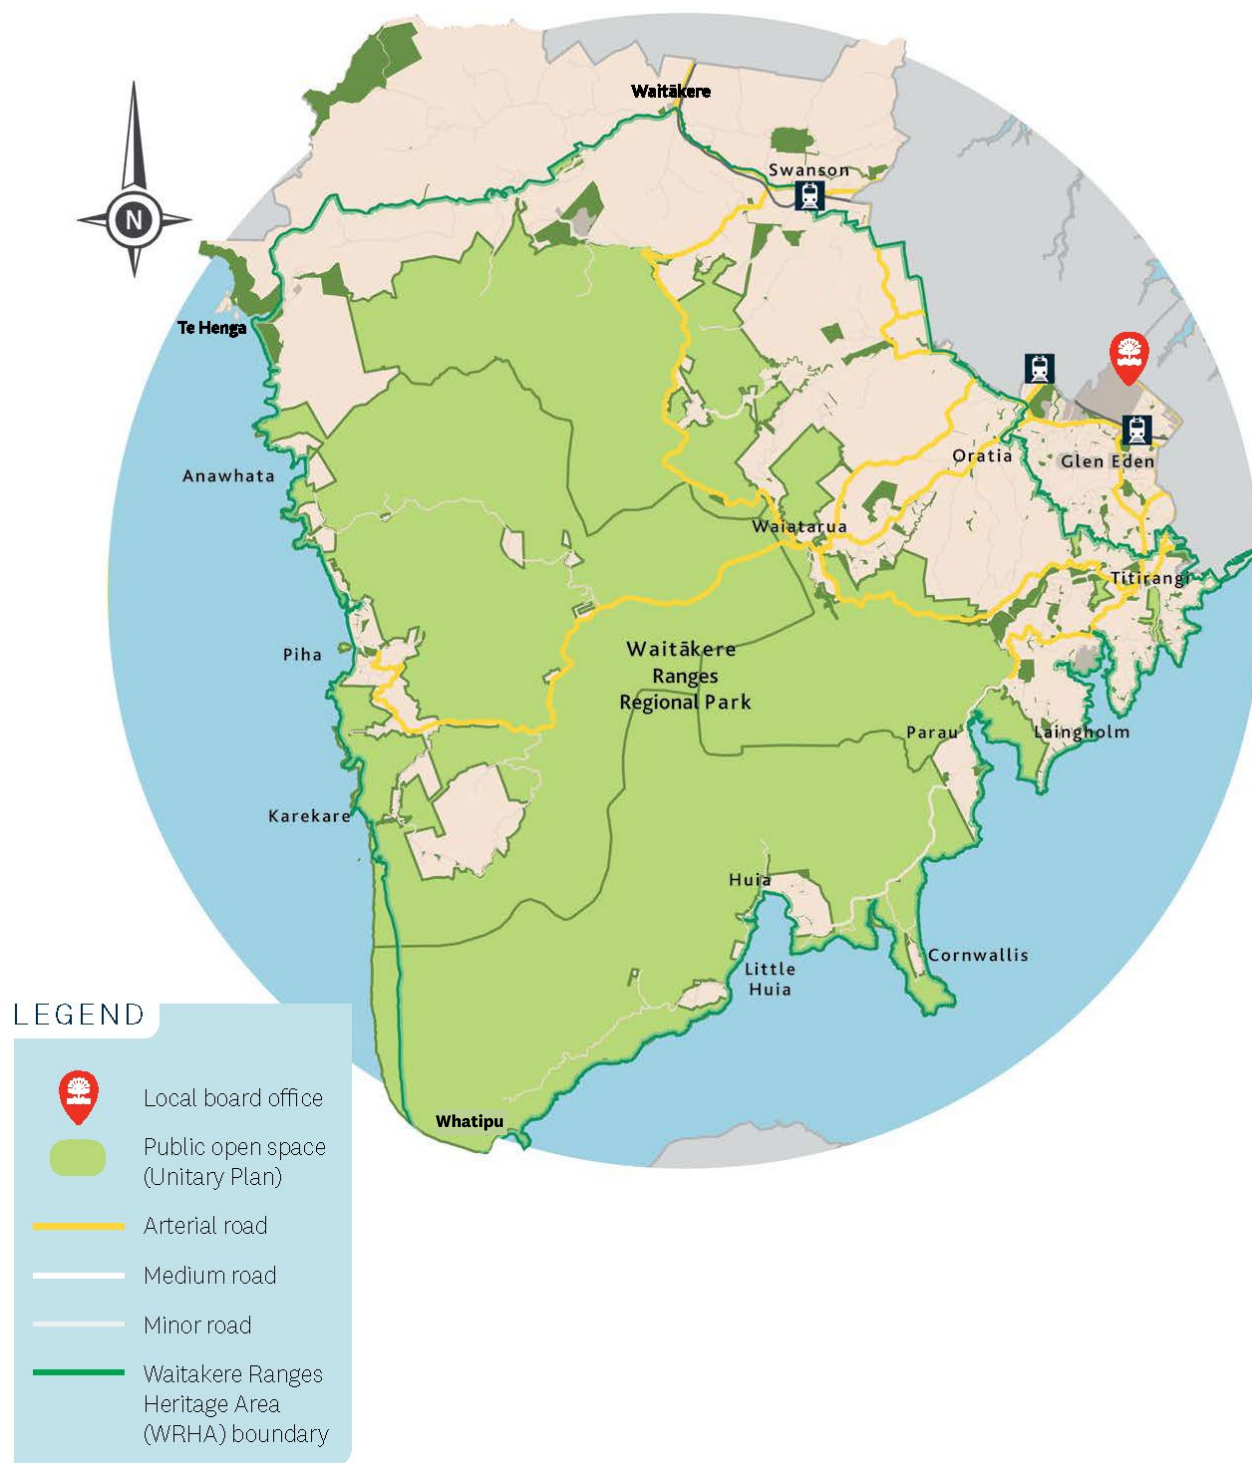 Waitākere
Swanson
N
Te Henga
Anawhata
Oratia
Glen Eden
Waiatarua
Titirangi
Piha
Waitākere
Ranges
Regional Park
Parau
Laingholm
Karekare
Huia
Cornwallis
Little
Huia
Whatipu
LEGEND
Local board office
Public open space
(Unitary Plan)
Arterial road
Medium road
Minor road
Waitakere Ranges
Heritage Area
(WRHA) boundary